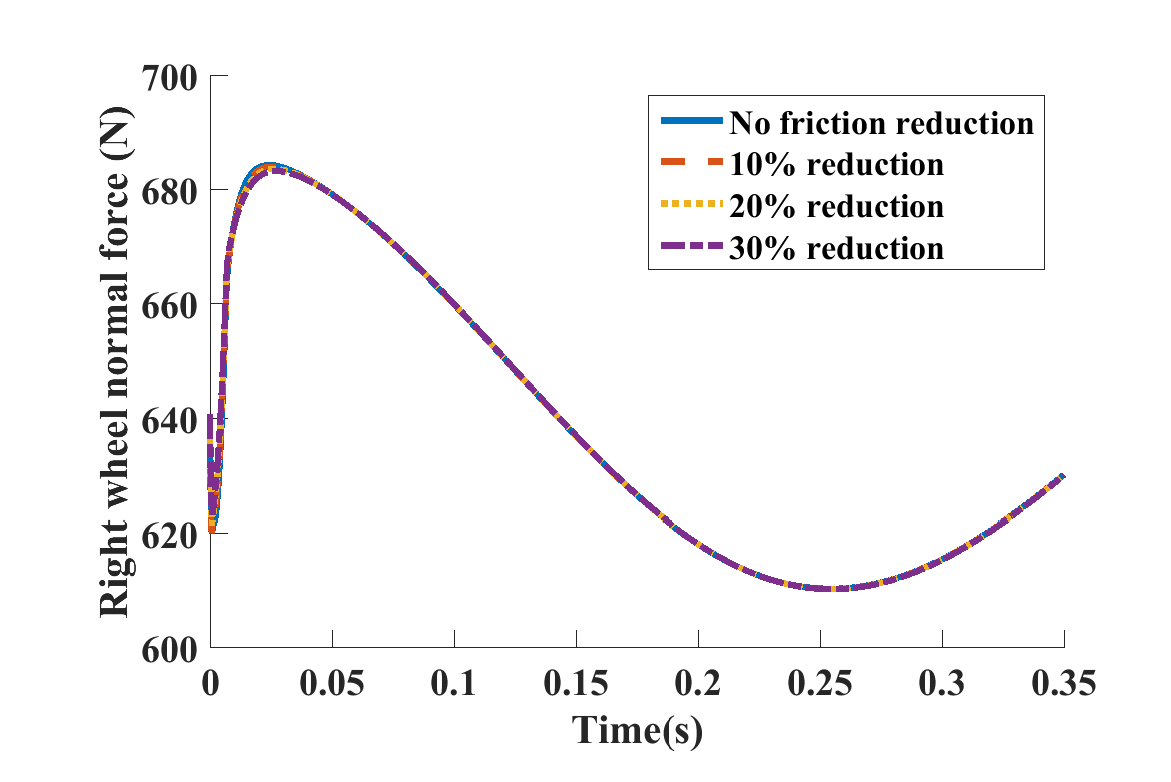 Right wheel normal force (N)
700
680
660
640
620
600
No friction reduction
10% reduction
20% reduction
30% reduction
0 0.05 0.1 0.15 0.2 0.25 0.3 0.35
Time(s)